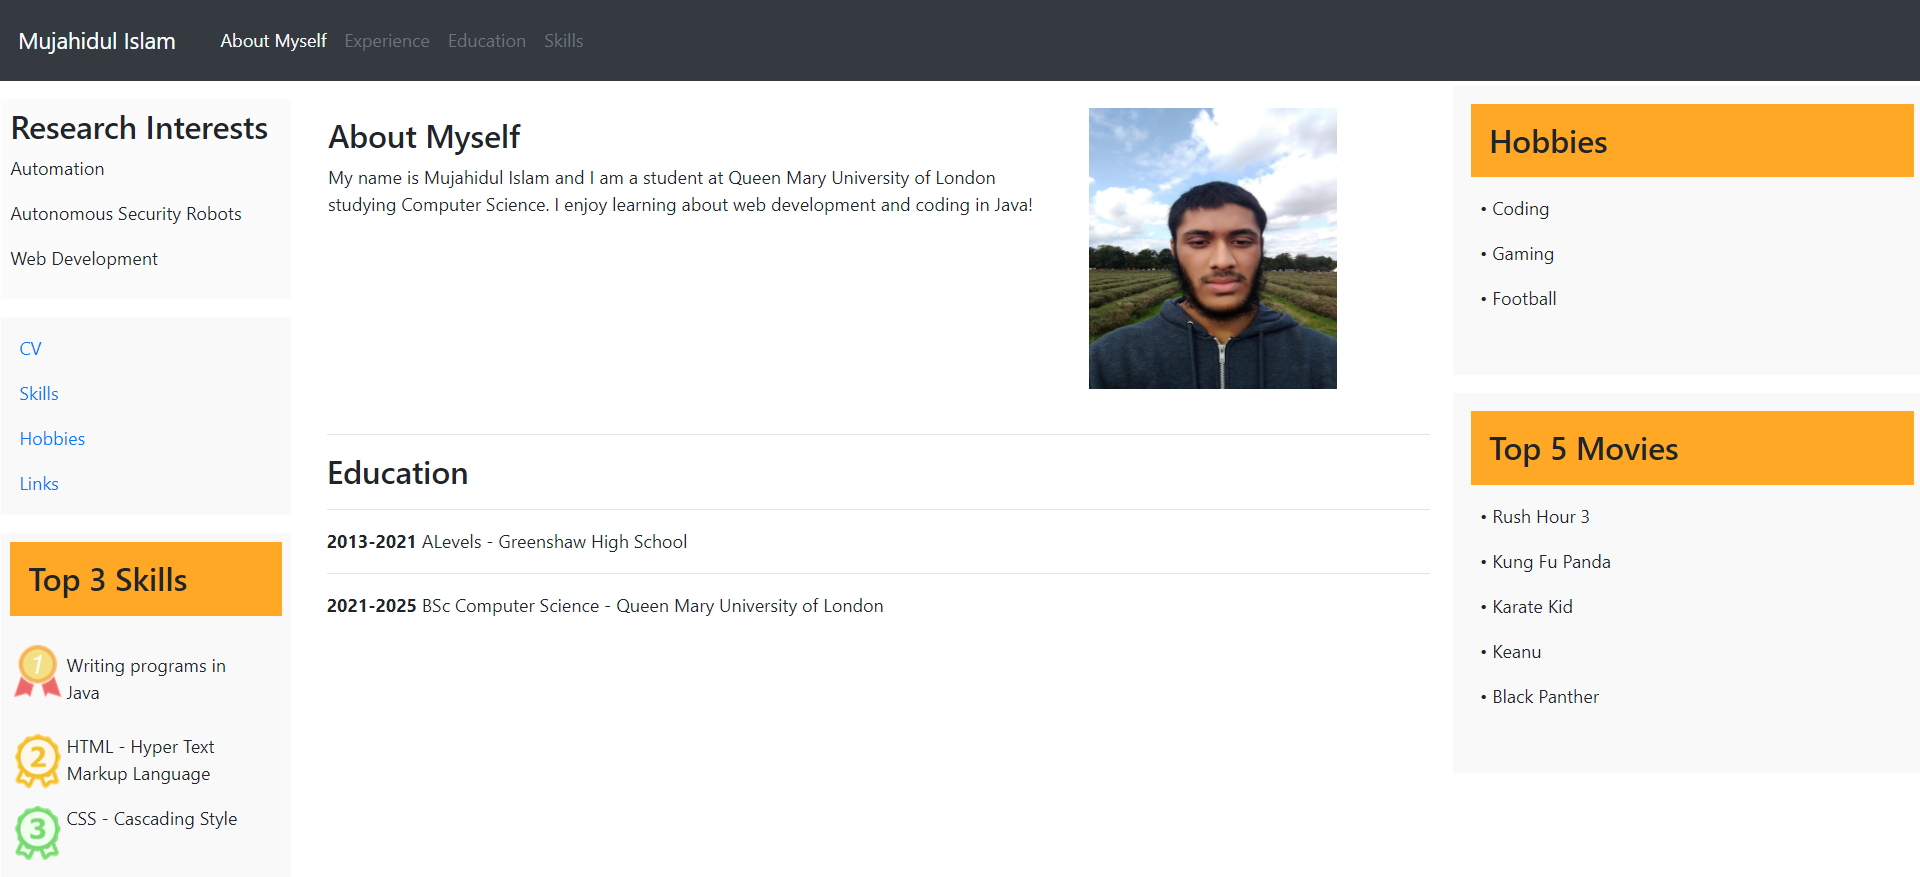 Mujahidul Islam
About Myself
Experience
Education
Skills
Research Interests
Automation
Autonomous Security Robots
Web Development
CV
Skills
Hobbies
Links
Top 3 Skills
1
Writing programs in
Java
2
HTML - Hyper Text
Markup Language
3
CSS - Cascading Style
About Myself
My name is Mujahidul Islam and I am a student at Queen Mary University of London
studying Computer Science. I enjoy learning about web development and coding in Java!
Education
2013-2021 ALevels - Greenshaw High School
2021-2025 BSc Computer Science - Queen Mary University of London
Hobbies
• Coding
• Gaming
• Football
Top 5 Movies
• Rush Hour 3
• Kung Fu Panda
• Karate Kid
• Keanu
• Black Panther